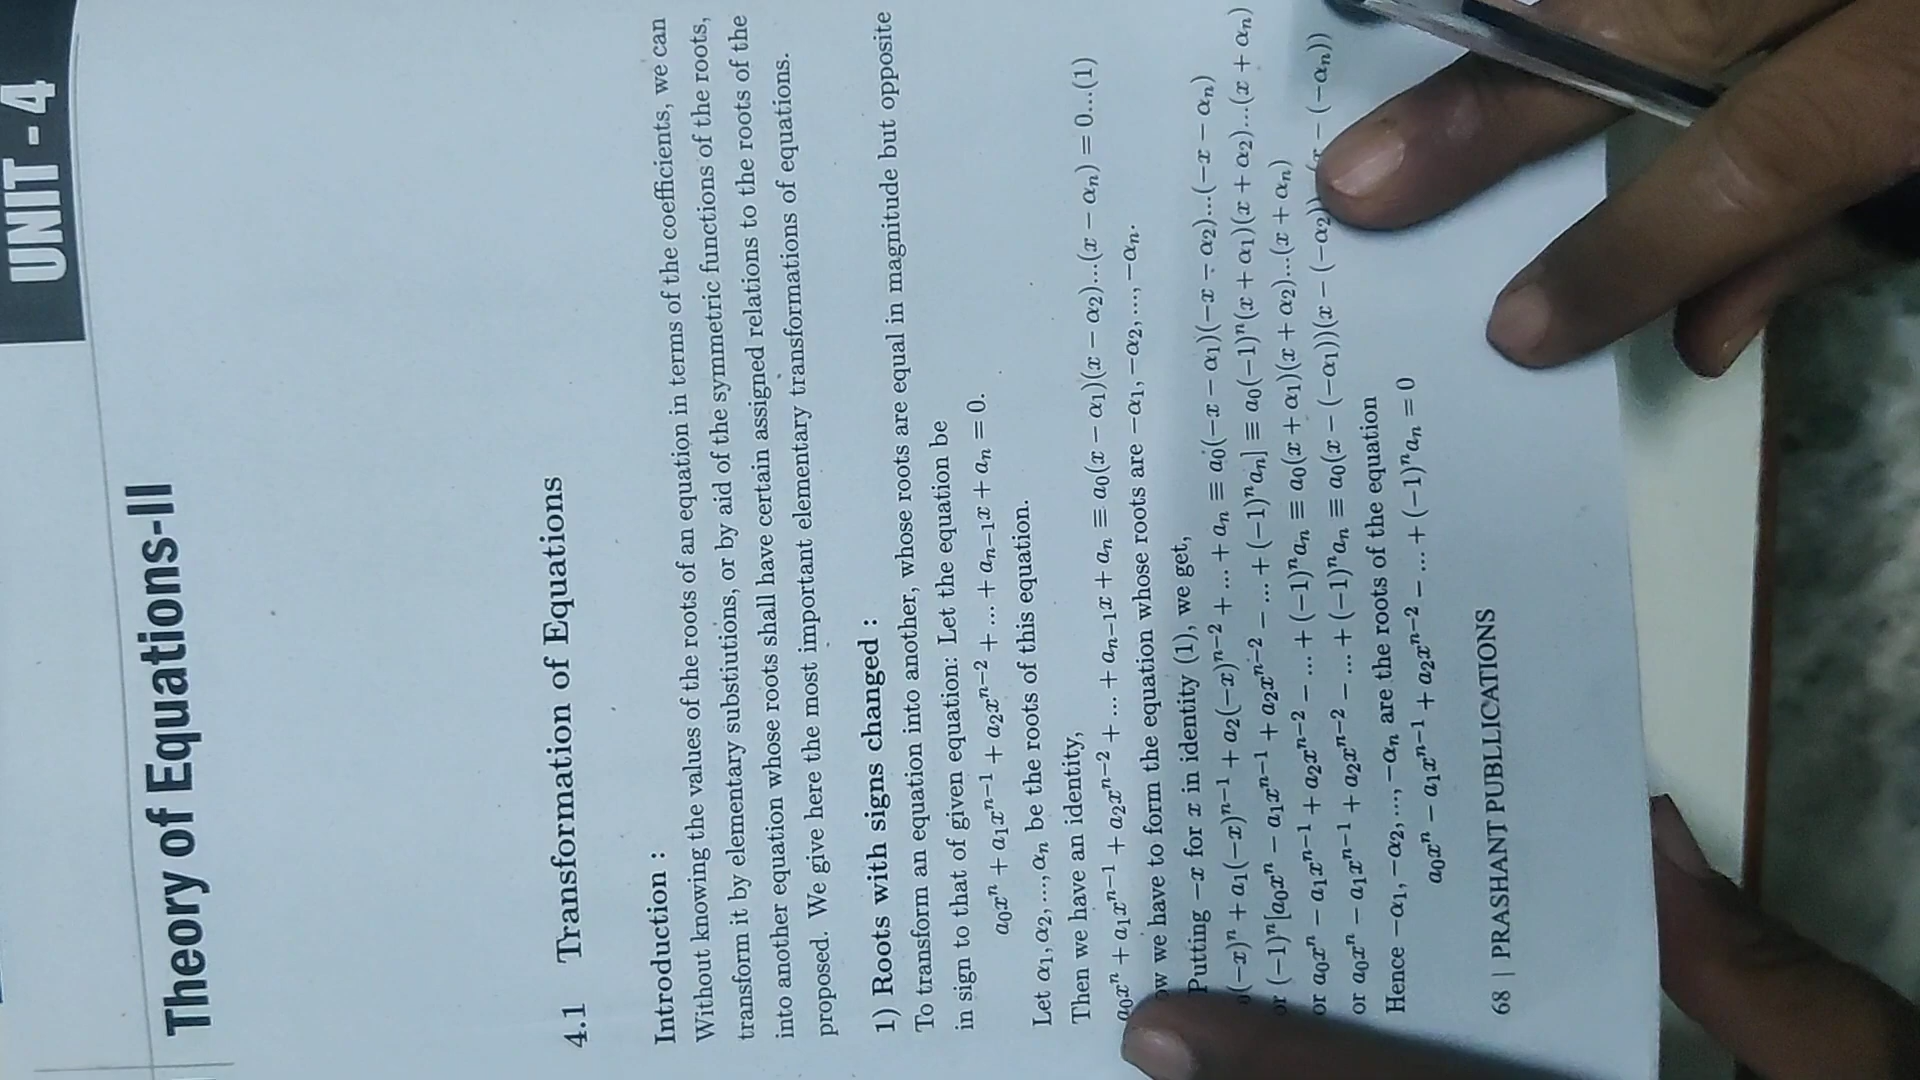 UNIT - 4
Theory of Equations-II
4.1 Transformation of Equations
Introduction :
Without knowing the values of the roots of an equation in terms of the coefficients, we can
transform it by elementary substiutions, or by aid of the symmetric functions of the roots,
into another equation whose roots shall have certain assigned relations to the roots of the
proposed. We give here the most important elementary transformations of equations.
1) Roots with signs changed :
To transform an equation into another, whose roots are equal in magnitude but opposite
in sign to that of given equation: Let the equation be
a₀xⁿ + a₁xⁿ⁻¹ + a₂xⁿ⁻² + ... + aₙ₋₁x + aₙ = 0.
Let α₁, α₂, ..., αₙ be the roots of this equation.
Then we have an identity,
a₀xⁿ + a₁xⁿ⁻¹ + a₂xⁿ⁻² + ... + aₙ₋₁x + aₙ ≡ a₀(x − α₁)(x − α₂)...(x − αₙ) = 0...(1)
we have to form the equation whose roots are −α₁, −α₂, ..., −αₙ.
Putting −x for x in identity (1), we get,
(−x)ⁿ + a₁(−x)ⁿ⁻¹ + a₂(−x)ⁿ⁻² + ... + aₙ ≡ a₀(−x − α₁)(−x − α₂)...(−x − αₙ)
or (−1)ⁿ[a₀xⁿ − a₁xⁿ⁻¹ + a₂xⁿ⁻² − ... + (−1)ⁿaₙ] ≡ a₀(−1)ⁿ(x + α₁)(x + α₂)...(x + αₙ)
or a₀xⁿ − a₁xⁿ⁻¹ + a₂xⁿ⁻² − ... + (−1)ⁿaₙ ≡ a₀(x + α₁)(x + α₂)...(x + αₙ)
or a₀xⁿ − a₁xⁿ⁻¹ + a₂xⁿ⁻² − ... + (−1)ⁿaₙ ≡ a₀(x − (−α₁))(x − (−α₂)) (x − (−αₙ))
Hence −α₁, −α₂, ..., −αₙ are the roots of the equation
a₀xⁿ − a₁xⁿ⁻¹ + a₂xⁿ⁻² − ... + (−1)ⁿaₙ = 0
68 | PRASHANT PUBLLICATIONS